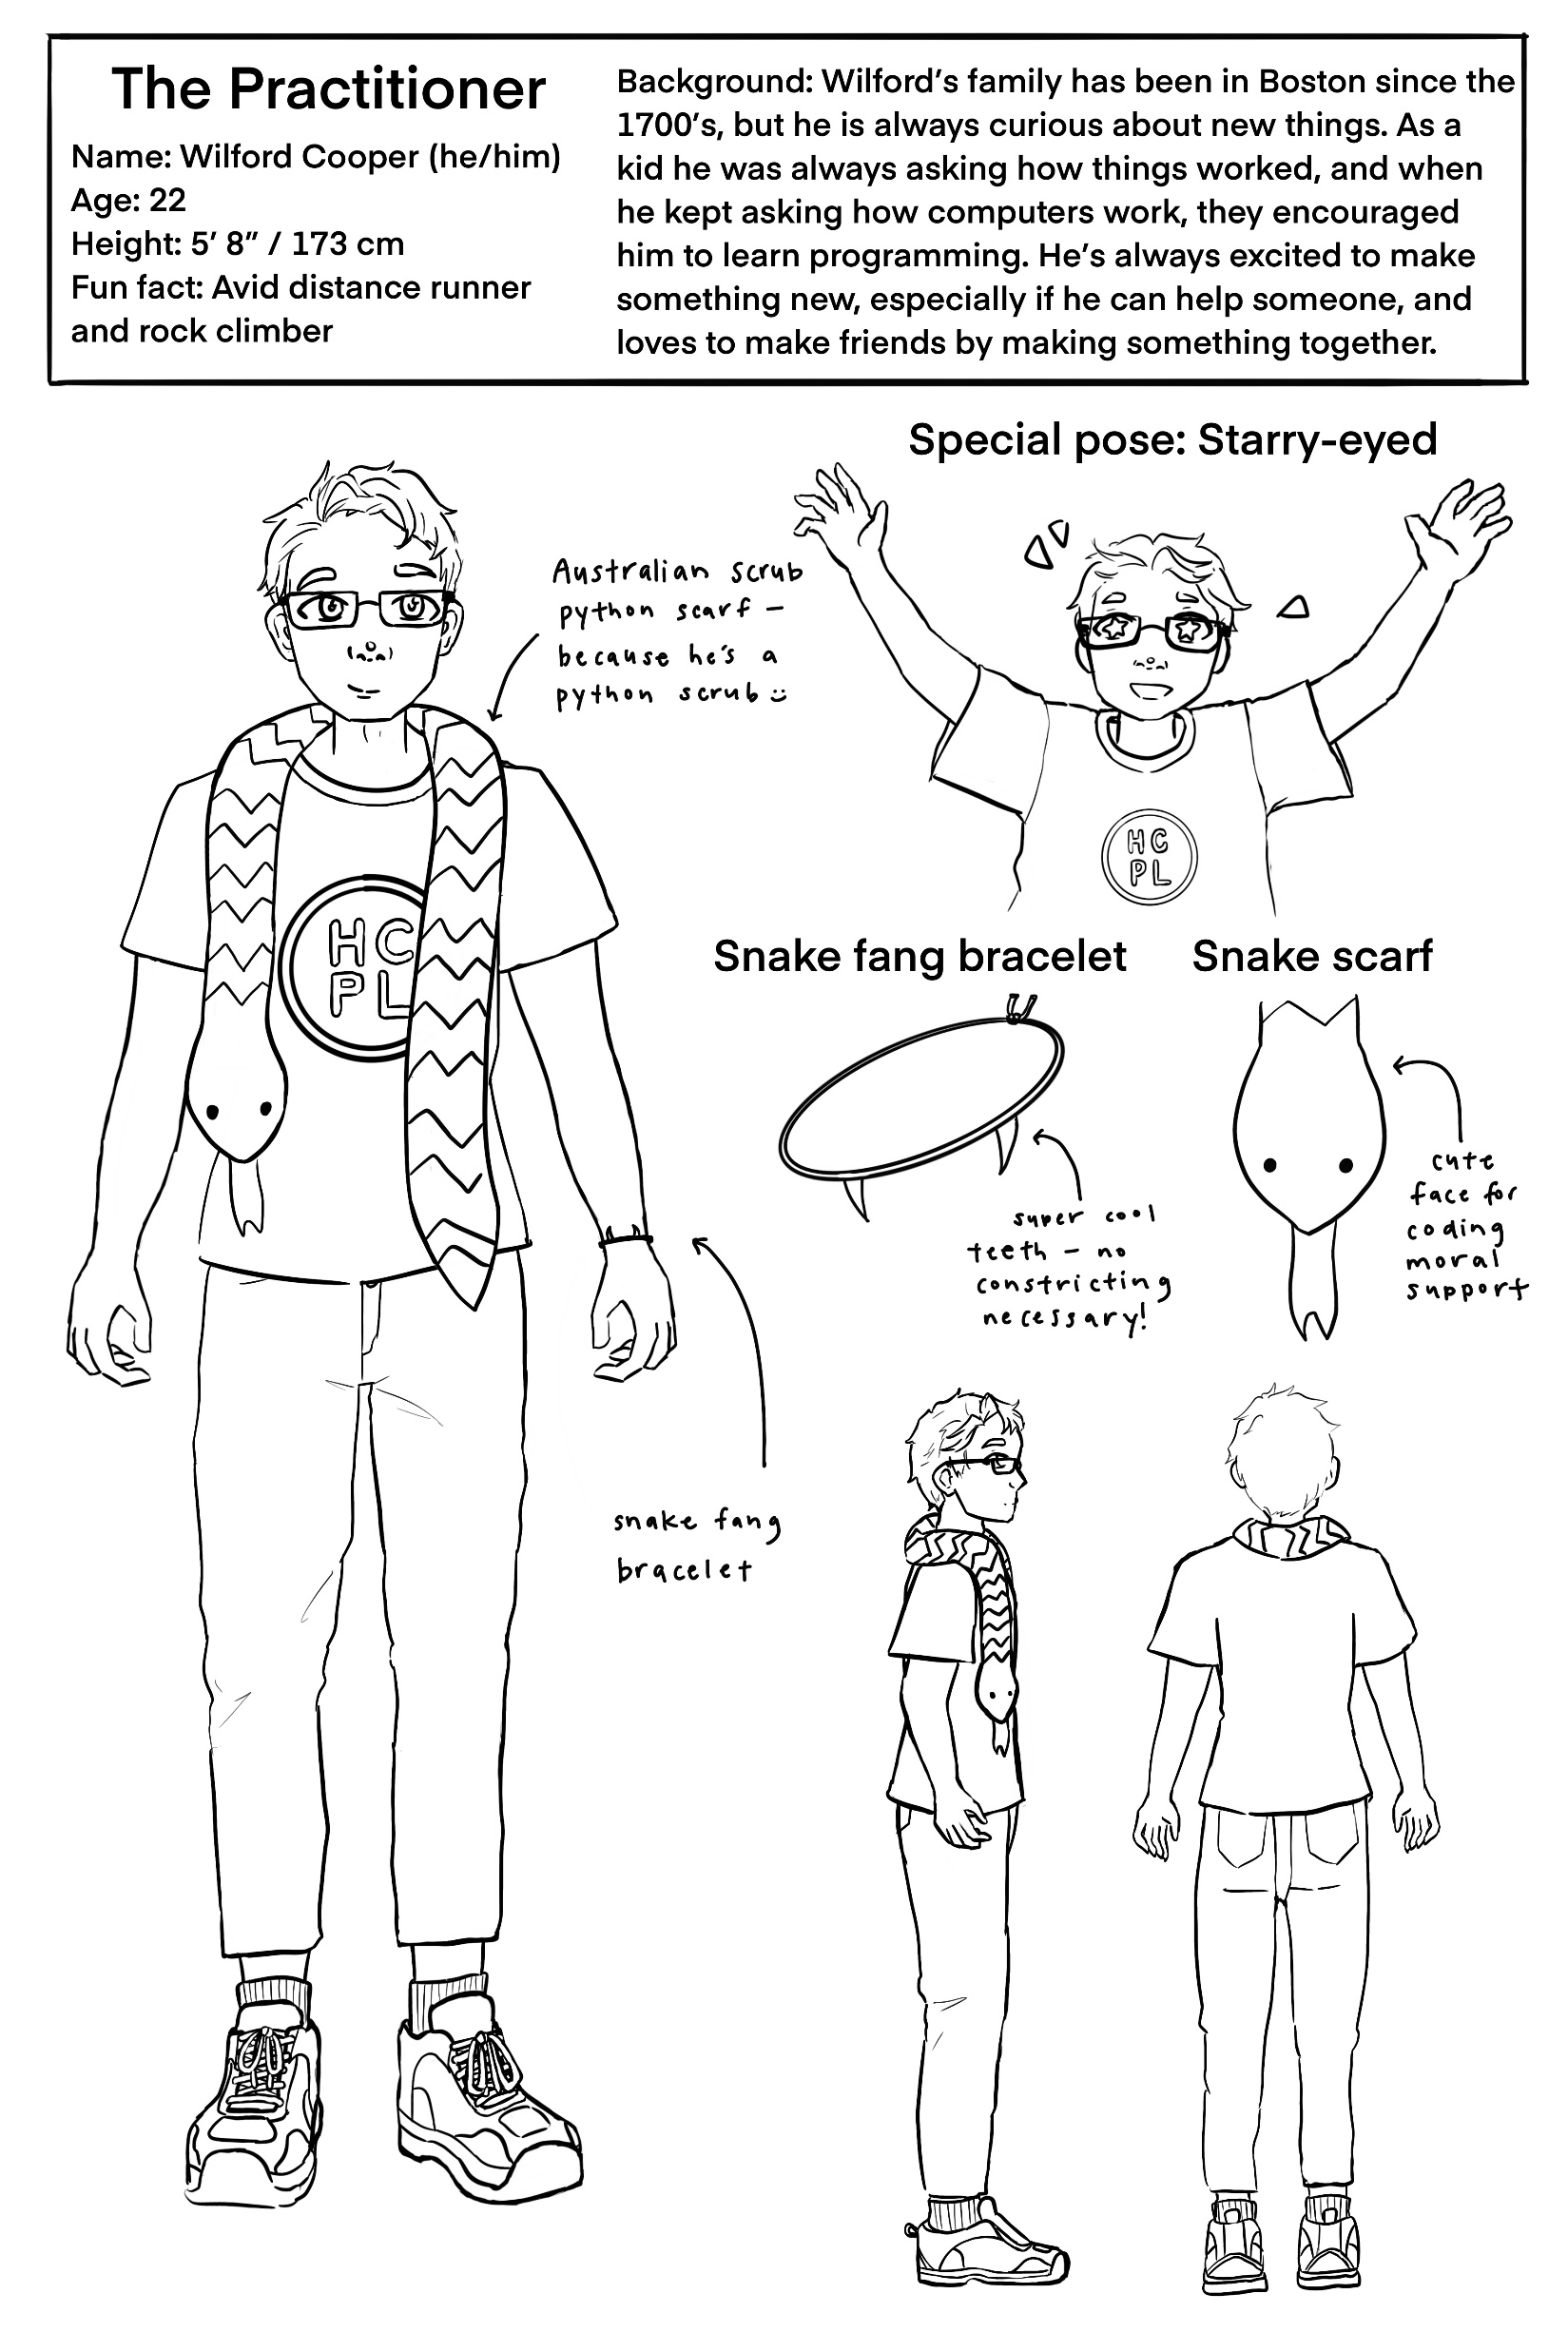 The Practitioner
Name: Wilford Cooper (he/him)
Age: 22
Height: 5’ 8” / 173 cm
Fun fact: Avid distance runner
and rock climber
Background: Wilford’s family has been in Boston since the
1700’s, but he is always curious about new things. As a
kid he was always asking how things worked, and when
he kept asking how computers work, they encouraged
him to learn programming. He’s always excited to make
something new, especially if he can help someone, and
loves to make friends by making something together.
Special pose: Starry-eyed
Australian scrub
python scarf –
because he's a
python scrub
HC
PL
HC
PL
Snake fang bracelet
super cool
teeth – no
constricting
necessary!
Snake scarf
cute
face for
coding
moral
support
snake fang
bracelet